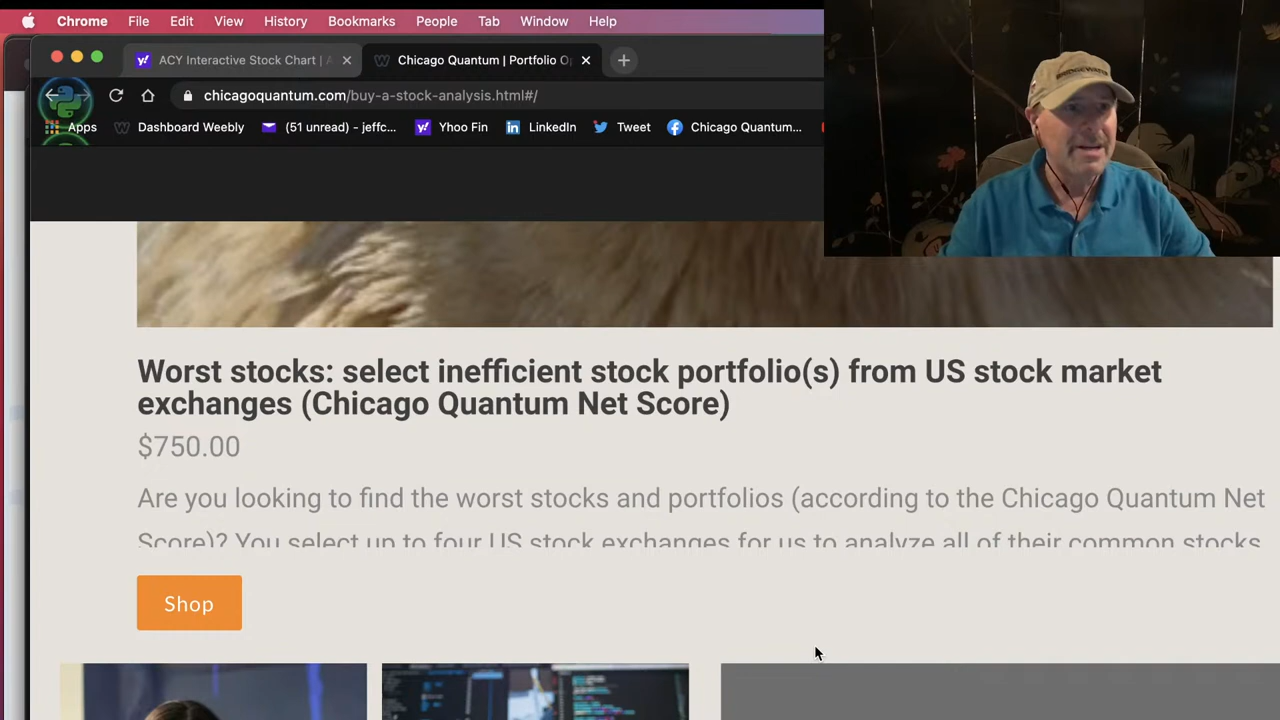 Chrome File Edit View History Bookmarks People Tab Window Help
y! ACY Interactive Stock Chart | A Chicago Quantum | Portfolio O
chicagoquantum.com/buy-a-stock-analysis.html#/
Apps Dashboard Weekly (51 unread) - jeffc... y! Yhoo Fin in LinkedIn Tweet Chicago Quantum...
Worst stocks: select inefficient stock portfolio(s) from US stock market
exchanges (Chicago Quantum Net Score)
$750.00
Are you looking to find the worst stocks and portfolios (according to the Chicago Quantum Net
Score)? You select up to four US stock exchanges for us to analyze all of their common stocks
Shop